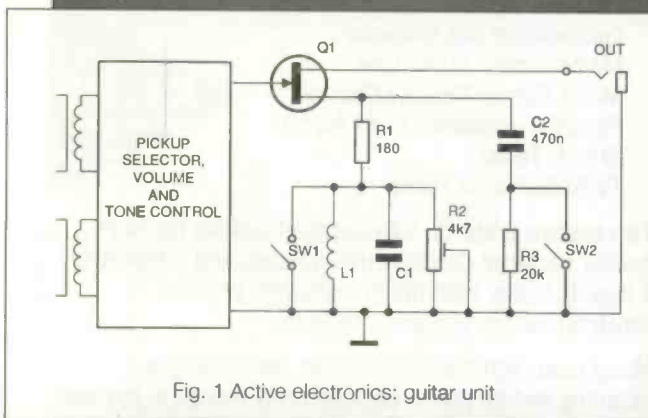 Q1
OUT
PICKUP
SELECTOR,
VOLUME
AND
TONE CONTROL
R1
180
C2
470n
SW1
L1
C1
R2
4k7
R3
20k
SW2
Fig. 1 Active electronics: guitar unit